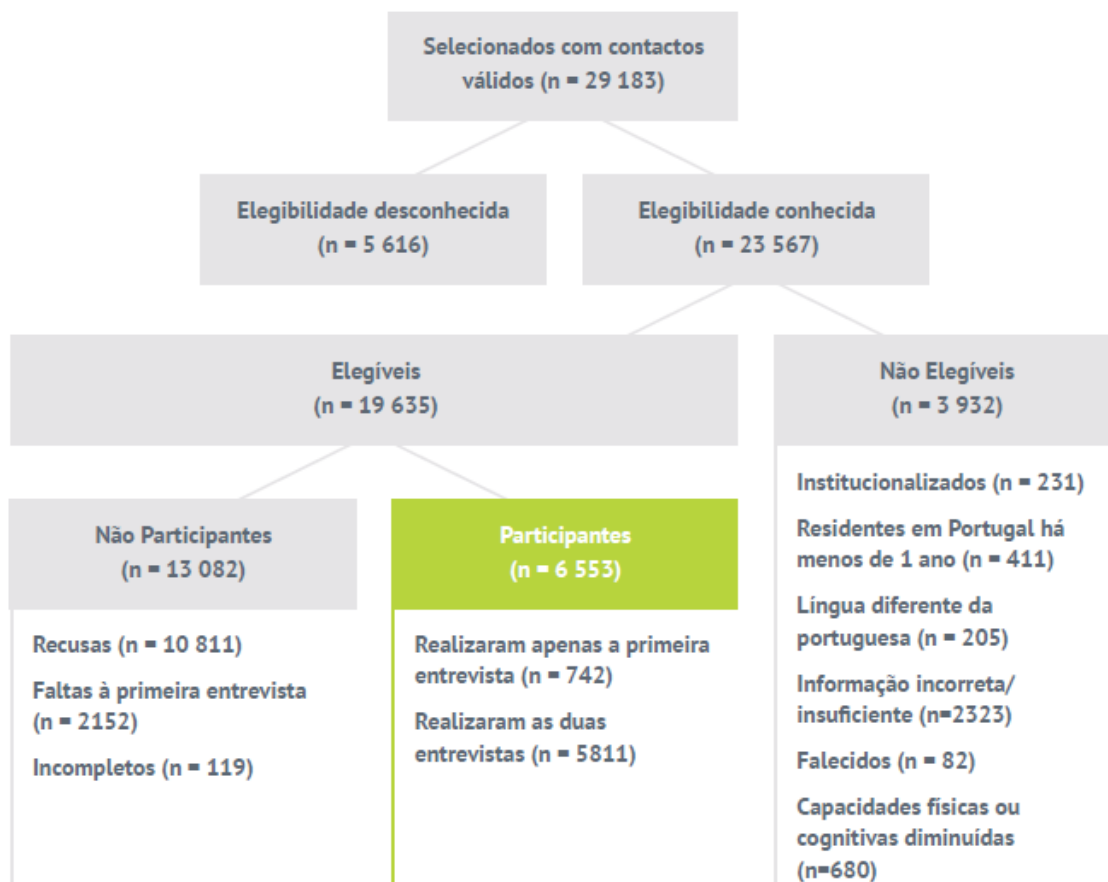 Selecionados com contactos
válidos (n = 29 183)
Elegibilidade desconhecida
(n = 5 616)
Elegibilidade conhecida
(n = 23 567)
Elegíveis
(n = 19 635)
Não Elegíveis
(n = 3 932)
Não Participantes
(n = 13 082)
Recusas (n = 10 811)
Faltas à primeira entrevista
(n = 2152)
Incompletos (n = 119)
Participantes
(n = 6 553)
Realizaram apenas a primeira
entrevista (n = 742)
Realizaram as duas
entrevistas (n = 5811)
Institucionalizados (n = 231)
Residentes em Portugal há
menos de 1 ano (n = 411)
Língua diferente da
portuguesa (n = 205)
Informação incorreta/
insuficiente (n=2323)
Falecidos (n = 82)
Capacidades físicas ou
cognitivas diminuídas
(n=680)